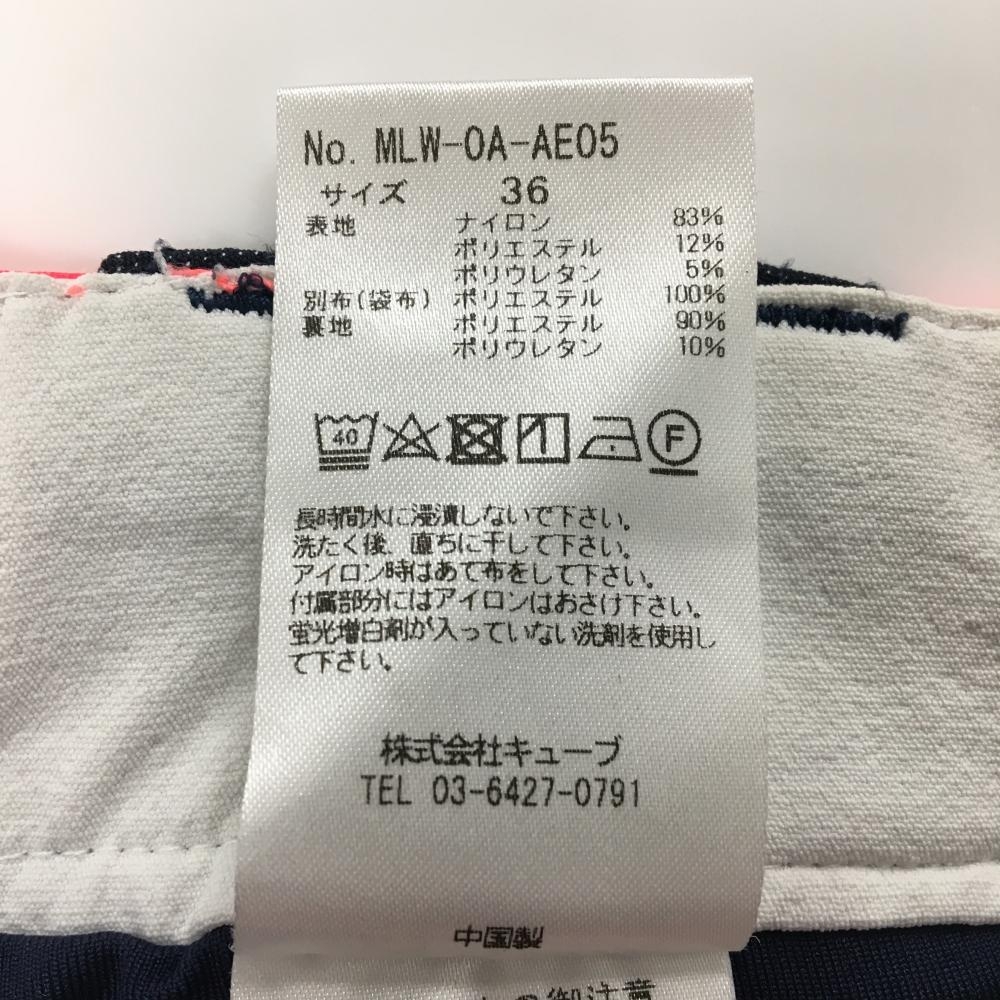 No. MLW-OA-AE05
サイズ 36
表地 ナイロン 83%
ポリエステル 12%
ポリウレタン 5%
別布(袋布) ポリエステル 100%
裏地 ポリエステル 90%
ポリウレタン 10%
40 F
長時間水に浸漬しないで下さい。
洗たく後、直ちに干して下さい。
アイロン時はあて布をして下さい。
付属部分にはアイロンはおさけ下さい。
蛍光増白剤が入っていない洗剤を使用し
て下さい。
株式会社キューブ
TEL 03-6427-0791
中国製
の御注意